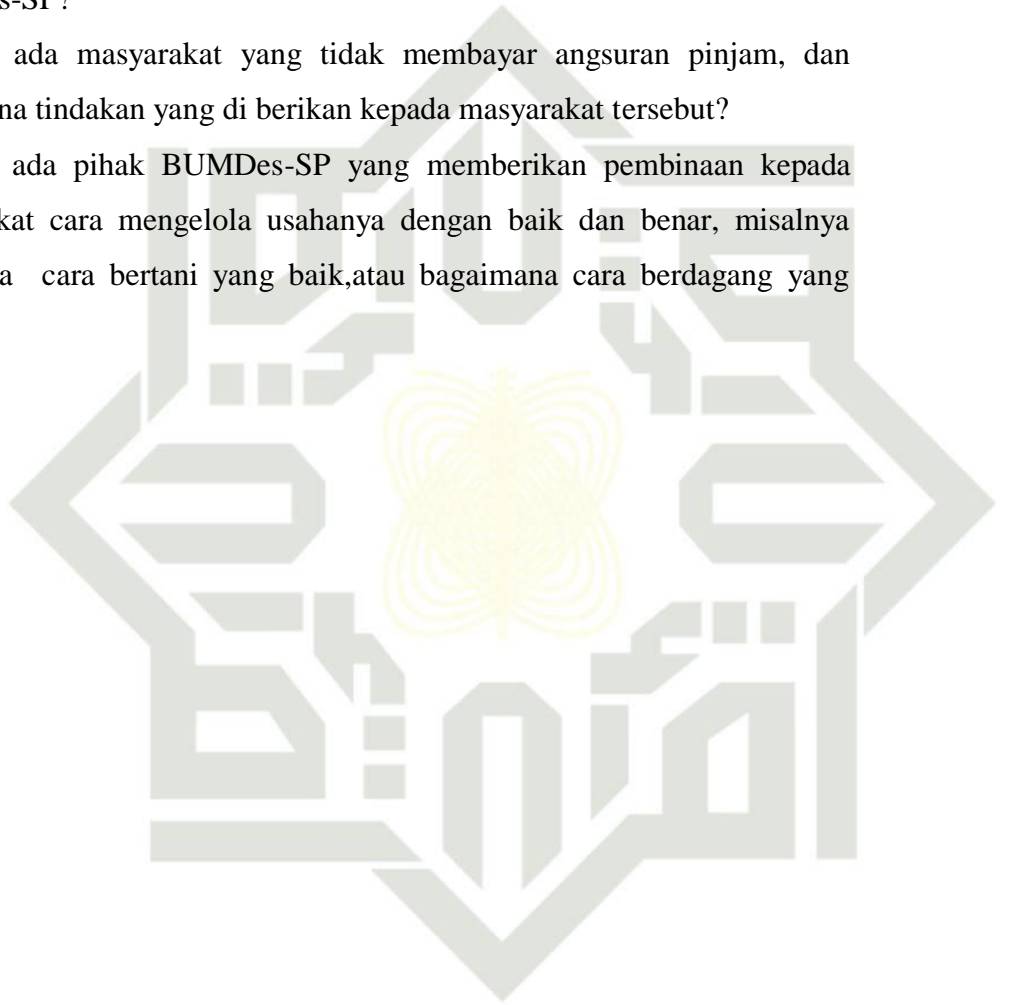 s-SP?
ada masyarakat yang tidak membayar angsuran pinjam, dan
na tindakan yang di berikan kepada masyarakat tersebut?
ada pihak BUMDes-SP yang memberikan pembinaan kepada
kat cara mengelola usahanya dengan baik dan benar, misalnya
a cara bertani yang baik,atau bagaimana cara berdagang yang